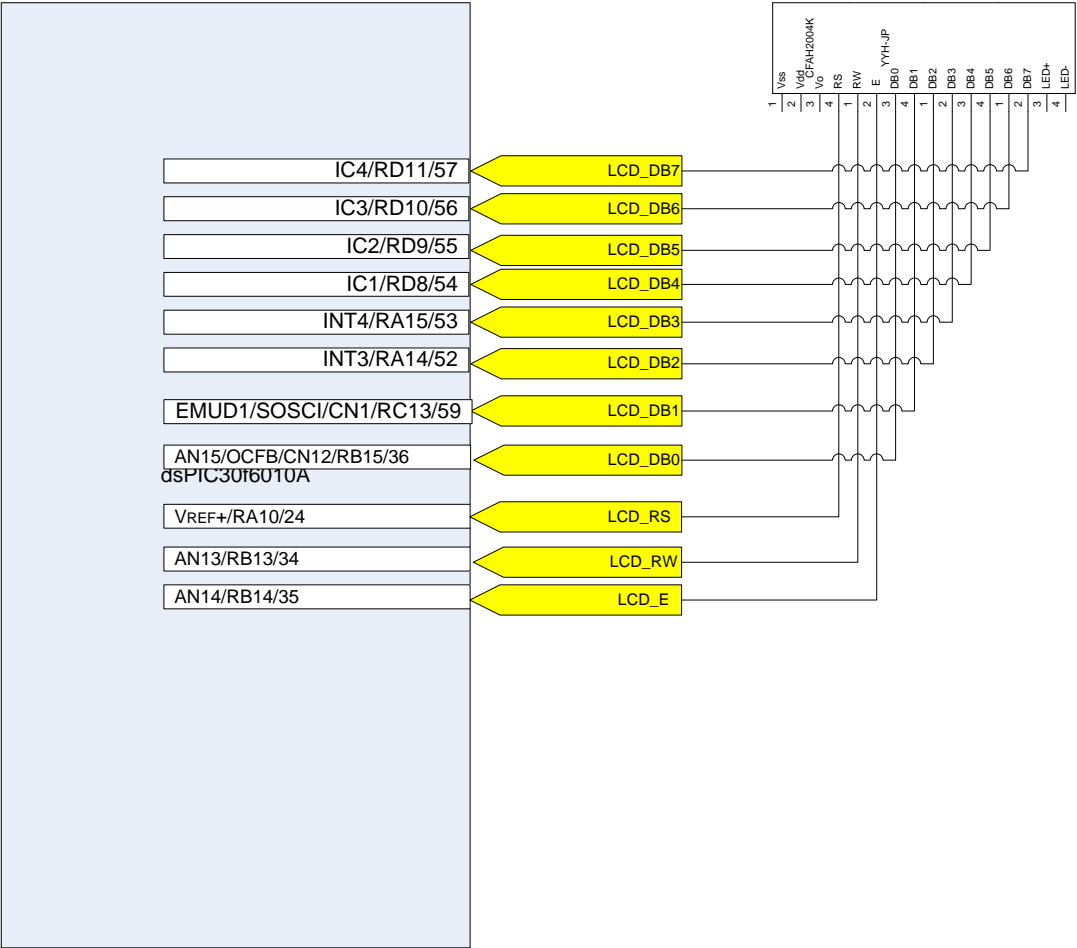 CFAH2004K
YYH-JP
Vss
Vdd
Vo
RS
RW
E
DB0
DB1
DB2
DB3
DB4
DB5
DB6
DB7
LED+
LED-
1 2 3 4 1 2 3 4 1 2 3 4 1 2 3 4
IC4/RD11/57 LCD_DB7
IC3/RD10/56 LCD_DB6
IC2/RD9/55 LCD_DB5
IC1/RD8/54 LCD_DB4
INT4/RA15/53 LCD_DB3
INT3/RA14/52 LCD_DB2
EMUD1/SOSCI/CN1/RC13/59 LCD_DB1
AN15/OCFB/CN12/RB15/36 LCD_DB0
dsPIC30f6010A
VREF+/RA10/24 LCD_RS
AN13/RB13/34 LCD_RW
AN14/RB14/35 LCD_E